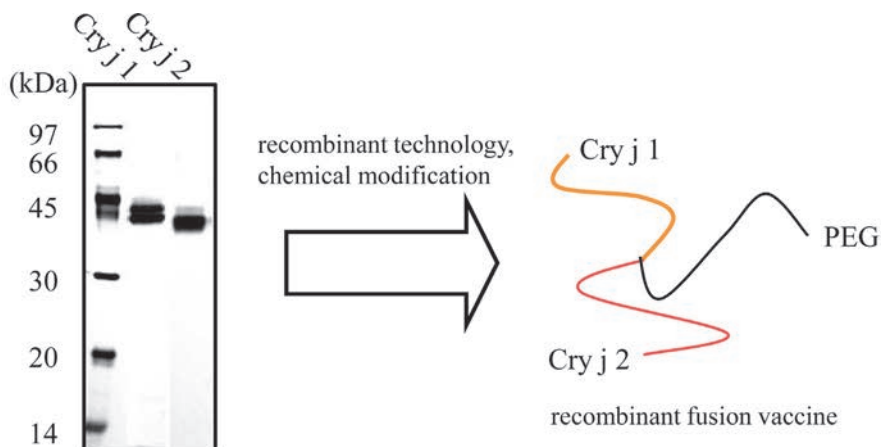 Cry j 1
Cry j 2
(kDa)
97
66
45
30
20
14
recombinant technology,
chemical modification
Cry j 1
PEG
Cry j 2
recombinant fusion vaccine